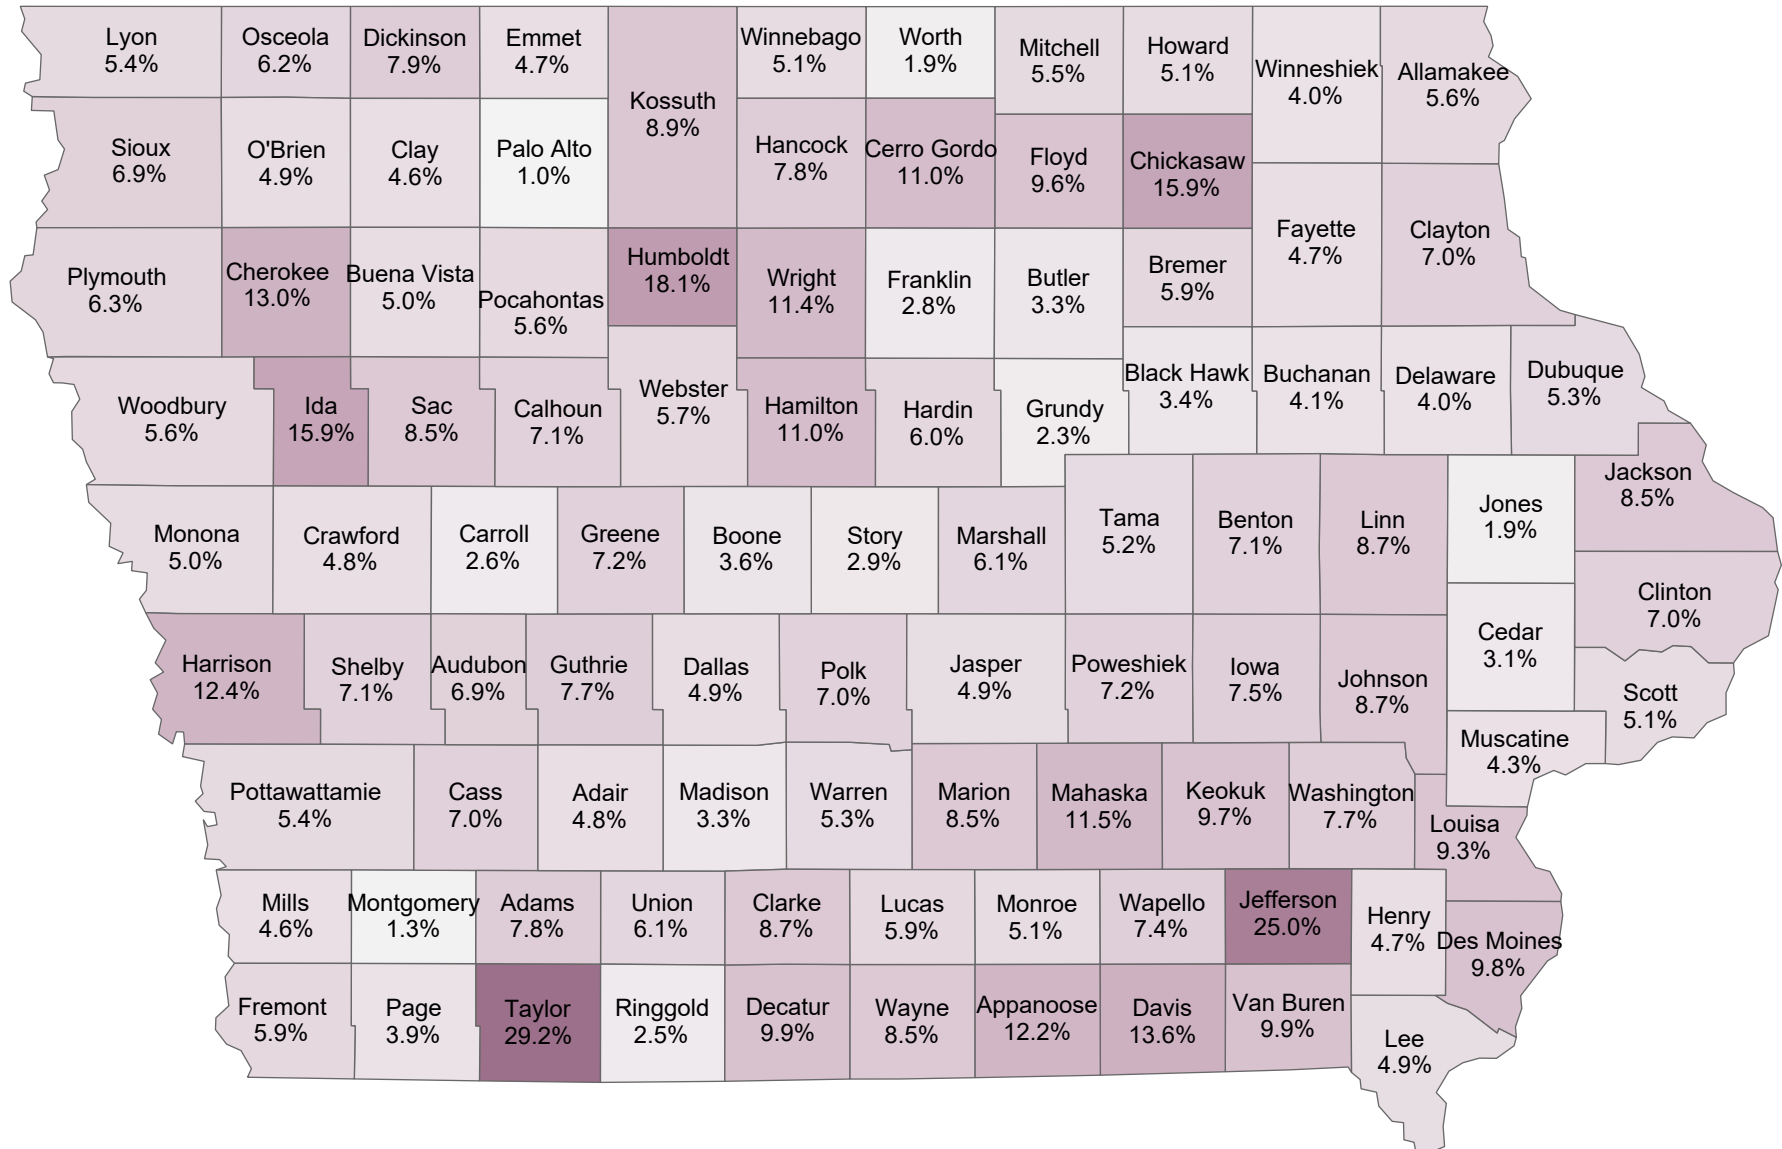 Lyon
5.4%
Osceola
6.2%
Dickinson
7.9%
Emmet
4.7%
Kossuth
8.9%
Winnebago
5.1%
Worth
1.9%
Mitchell
5.5%
Howard
5.1%
Winneshiek
4.0%
Allamakee
5.6%
Sioux
6.9%
O'Brien
4.9%
Clay
4.6%
Palo Alto
1.0%
Hancock
7.8%
Cerro Gordo
11.0%
Floyd
9.6%
Chickasaw
15.9%
Fayette
4.7%
Clayton
7.0%
Plymouth
6.3%
Cherokee
13.0%
Buena Vista
5.0%
Pocahontas
5.6%
Humboldt
18.1%
Wright
11.4%
Franklin
2.8%
Butler
3.3%
Bremer
5.9%
Woodbury
5.6%
Ida
15.9%
Sac
8.5%
Calhoun
7.1%
Webster
5.7%
Hamilton
11.0%
Hardin
6.0%
Grundy
2.3%
Black Hawk
3.4%
Buchanan
4.1%
Delaware
4.0%
Dubuque
5.3%
Jackson
8.5%
Monona
5.0%
Crawford
4.8%
Carroll
2.6%
Greene
7.2%
Boone
3.6%
Story
2.9%
Marshall
6.1%
Tama
5.2%
Benton
7.1%
Linn
8.7%
Jones
1.9%
Clinton
7.0%
Harrison
12.4%
Shelby
7.1%
Audubon
6.9%
Guthrie
7.7%
Dallas
4.9%
Polk
7.0%
Jasper
4.9%
Poweshiek
7.2%
Iowa
7.5%
Johnson
8.7%
Cedar
3.1%
Scott
5.1%
Muscatine
4.3%
Pottawattamie
5.4%
Cass
7.0%
Adair
4.8%
Madison
3.3%
Warren
5.3%
Marion
8.5%
Mahaska
11.5%
Keokuk
9.7%
Washington
7.7%
Louisa
9.3%
Mills
4.6%
Montgomery
1.3%
Adams
7.8%
Union
6.1%
Clarke
8.7%
Lucas
5.9%
Monroe
5.1%
Wapello
7.4%
Jefferson
25.0%
Henry
4.7%
Des Moines
9.8%
Fremont
5.9%
Page
3.9%
Taylor
29.2%
Ringgold
2.5%
Decatur
9.9%
Wayne
8.5%
Appanoose
12.2%
Davis
13.6%
Van Buren
9.9%
Lee
4.9%